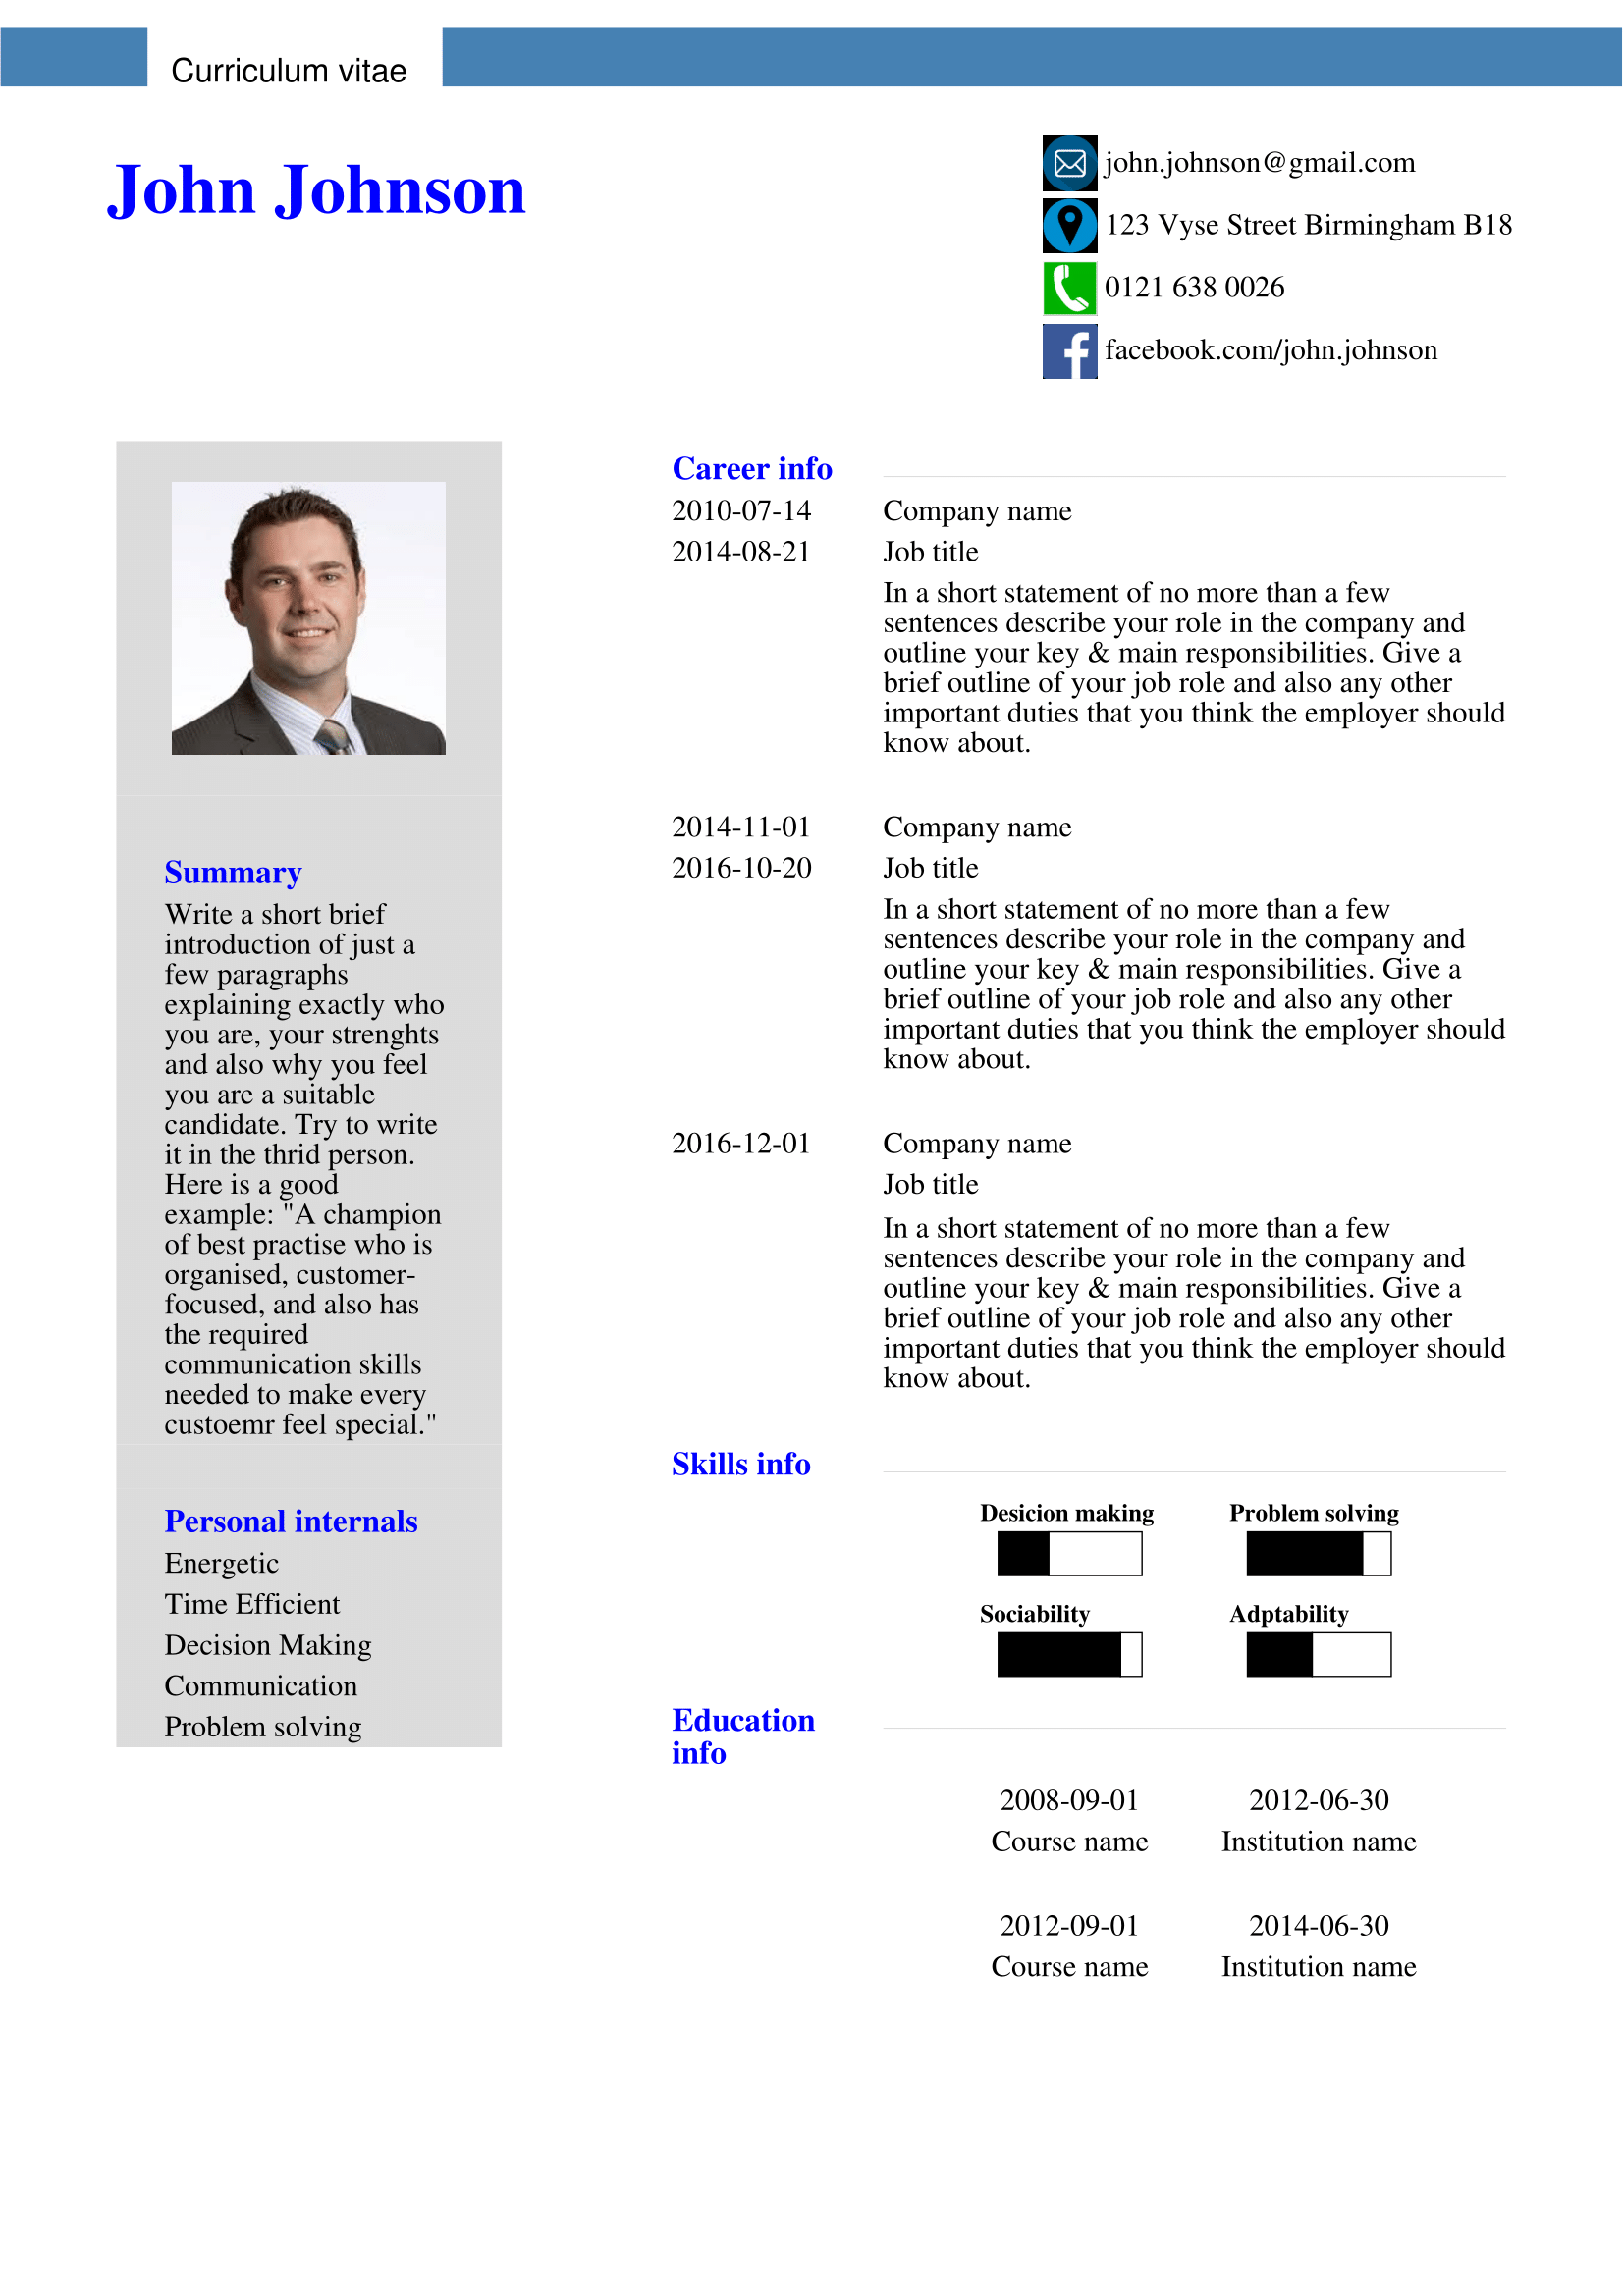 Curriculum vitae
John Johnson
john.johnson@gmail.com
123 Vyse Street Birmingham B18
0121 638 0026
facebook.com/john.johnson
Summary
Write a short brief
introduction of just a
few paragraphs
explaining exactly who
you are, your strenghts
and also why you feel
you are a suitable
candidate. Try to write
it in the thrid person.
Here is a good
example: "A champion
of best practise who is
organised, customer-
focused, and also has
the required
communication skills
needed to make every
custoemr feel special."
Personal internals
Energetic
Time Efficient
Decision Making
Communication
Problem solving
Career info
2010-07-14 Company name
2014-08-21 Job title
In a short statement of no more than a few
sentences describe your role in the company and
outline your key & main responsibilities. Give a
brief outline of your job role and also any other
important duties that you think the employer should
know about.
2014-11-01 Company name
2016-10-20 Job title
In a short statement of no more than a few
sentences describe your role in the company and
outline your key & main responsibilities. Give a
brief outline of your job role and also any other
important duties that you think the employer should
know about.
2016-12-01 Company name
Job title
In a short statement of no more than a few
sentences describe your role in the company and
outline your key & main responsibilities. Give a
brief outline of your job role and also any other
important duties that you think the employer should
know about.
Skills info
Desicion making Problem solving
Sociability Adptability
Education
info
2008-09-01 2012-06-30
Course name Institution name
2012-09-01 2014-06-30
Course name Institution name